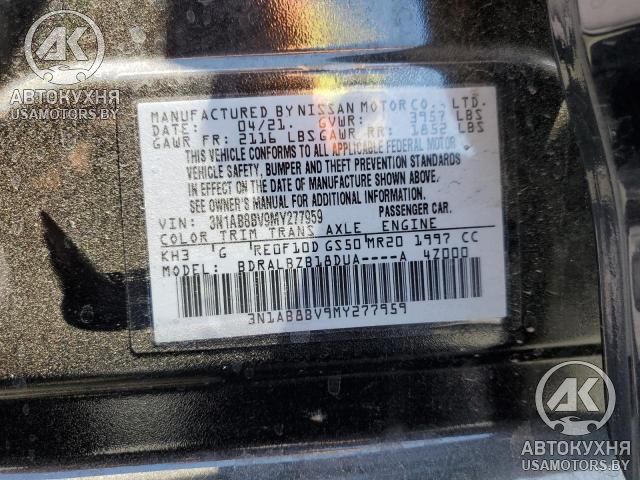 AK
АВТОКУХНЯ
USAMOTORS.BY
MANUFACTURED BY NISSAN MOTOR CO., LTD.
DATE: 04/21. GVWR: 3957 LBS
GAWR FR: 2116 LBS GAWR RR: 1852 LBS
THIS VEHICLE CONFORMS TO ALL APPLICABLE FEDERAL MOTOR
VEHICLE SAFETY, BUMPER AND THEFT PREVENTION STANDARDS
IN EFFECT ON THE DATE OF MANUFACTURE SHOWN ABOVE.
SEE OWNER'S MANUAL FOR ADDITIONAL INFORMATION.
VIN: 3N1AB8BV9MY277959 PASSENGER CAR.
COLOR TRIM TRANS AXLE ENGINE
KH3 G RE0F10D GS50 MR20 1997 CC
MODEL: BDRALBZB18DUA----A 47000
3N1AB8BV9MY277959
AK
АВТОКУХНЯ
USAMOTORS.BY